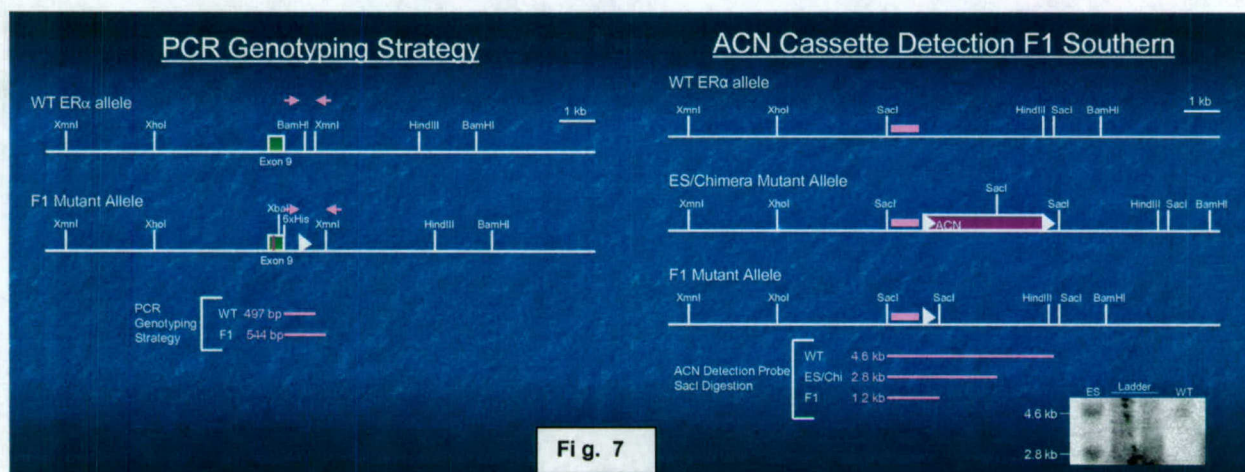 PCR Genotyping Strategy
WT ERα allele
1 kb
XmnI XhoI BamHI XmnI HindIII BamHI
Exon 9
F1 Mutant Allele
XbaI
6xHis
XmnI XhoI XmnI HindIII BamHI
Exon 9
PCR
Genotyping
Strategy
WT 497 bp
F1 544 bp
ACN Cassette Detection F1 Southern
WT ERα allele
1 kb
XmnI XhoI SacI HindIII SacI BamHI
ES/Chimera Mutant Allele
SacI
XmnI XhoI SacI SacI HindIII SacI BamHI
ACN
F1 Mutant Allele
XmnI XhoI SacI SacI HindIII SacI BamHI
ACN Detection Probe
SacI Digestion
WT. 4.6 kb
ES/Chi 2.8 kb
F1 1.2 kb
ES Ladder WT
4.6 kb
2.8 kb
Fig. 7